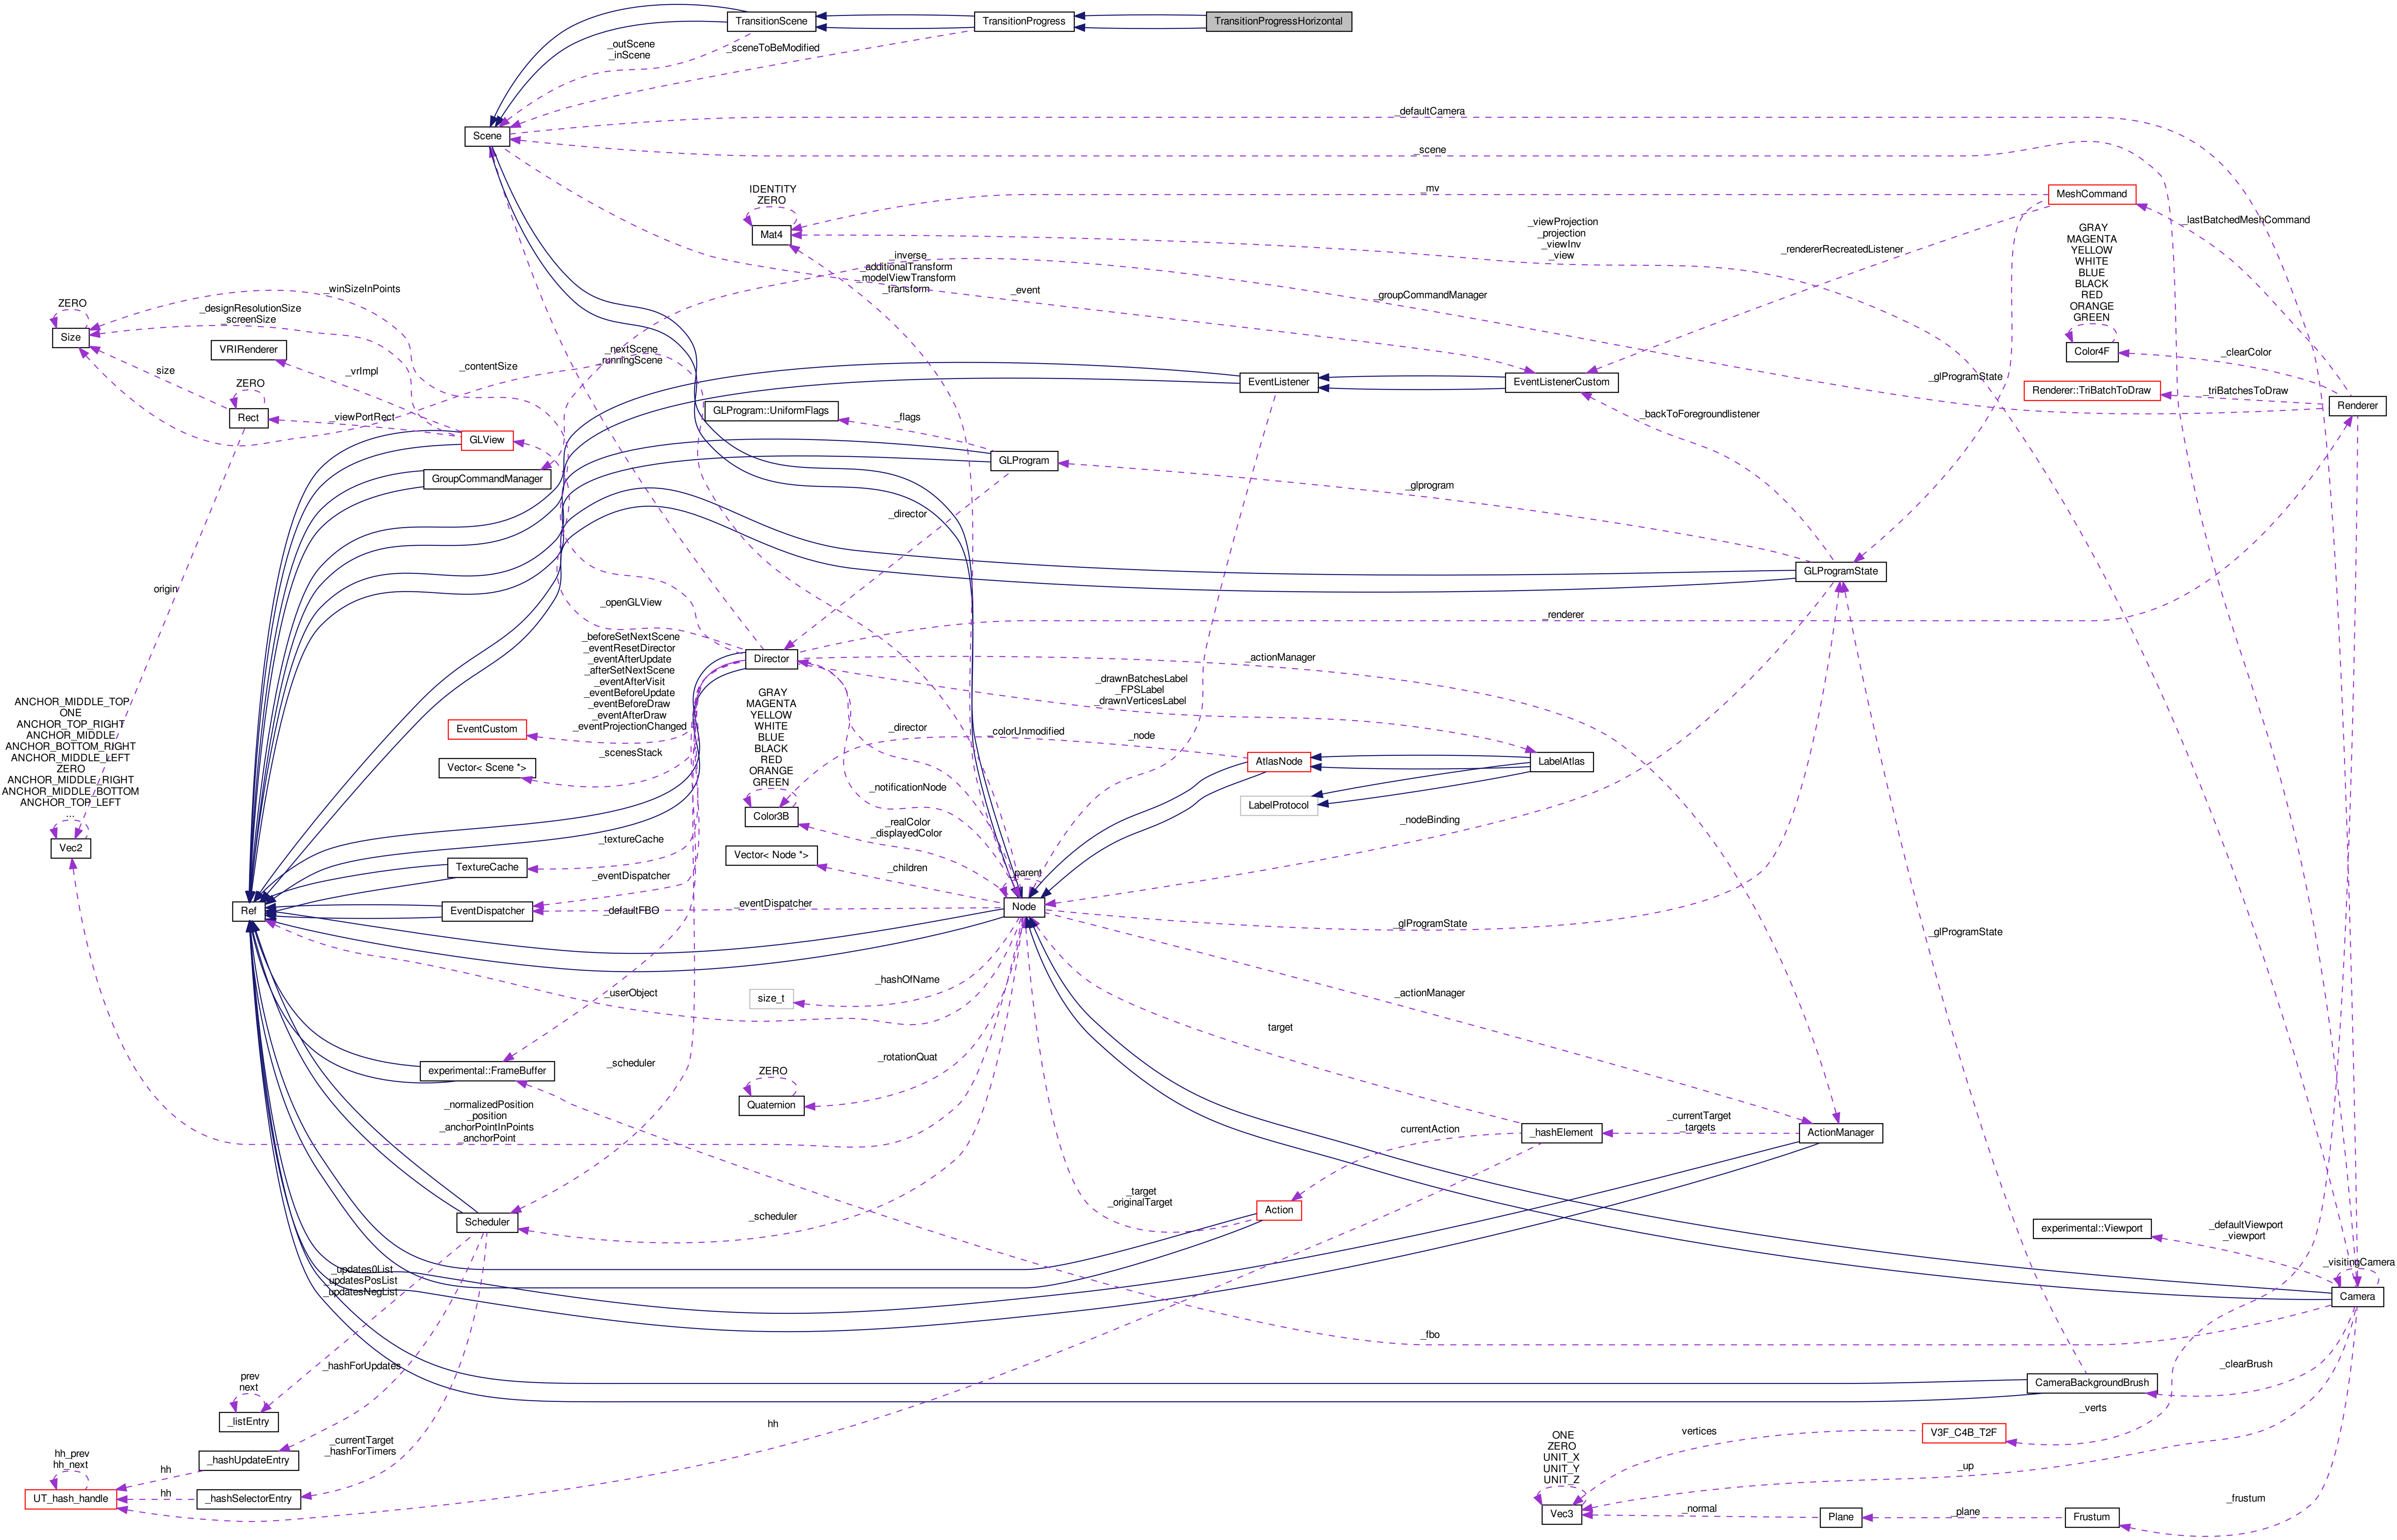 TransitionScene
TransitionProgress
TransitionProgressHorizontal
_outScene
_inScene
_sceneToBeModified
Scene
_defaultCamera
_scene
IDENTITY
ZERO
Mat4
_mv
MeshCommand
_lastBatchedMeshCommand
_viewProjection
_projection
_viewInv
_view
_rendererRecreatedListener
GRAY
MAGENTA
YELLOW
WHITE
BLUE
BLACK
RED
ORANGE
GREEN
Color4F
_inverse
_additionalTransform
_modelViewTransform
_transform
_event
_groupCommandManager
_winSizeInPoints
ZERO
Size
_designResolutionSize
_screenSize
VRIRenderer
_vrImpl
size
ZERO
Rect
_viewPortRect
_contentSize
_nextScene
_runningScene
EventListener
EventListenerCustom
_glProgramState
_clearColor
Renderer::TriBatchToDraw
_triBatchesToDraw
Renderer
GLProgram::UniformFlags
_flags
_backToForegroundlistener
GLView
GroupCommandManager
GLProgram
_glprogram
_director
GLProgramState
origin
_openGLView
_renderer
_beforeSetNextScene
_eventResetDirector
_eventAfterUpdate
_afterSetNextScene
_eventAfterVisit
_eventBeforeUpdate
_eventBeforeDraw
_eventAfterDraw
_eventProjectionChanged
Director
_actionManager
_drawnBatchesLabel
_FPSLabel
_drawnVerticesLabel
GRAY
MAGENTA
YELLOW
WHITE
BLUE
BLACK
RED
ORANGE
GREEN
Color3B
EventCustom
_director
_colorUnmodified
_node
Vector< Scene *>
_scenesStack
AtlasNode
LabelAtlas
LabelProtocol
_notificationNode
ANCHOR_MIDDLE_TOP
ONE
ANCHOR_TOP_RIGHT
ANCHOR_MIDDLE
ANCHOR_BOTTOM_RIGHT
ANCHOR_MIDDLE_LEFT
ZERO
ANCHOR_MIDDLE_RIGHT
ANCHOR_MIDDLE_BOTTOM
ANCHOR_TOP_LEFT
...
Vec2
_realColor
_displayedColor
_nodeBinding
_textureCache
Vector< Node *>
_children
TextureCache
_parent
_eventDispatcher
Ref
EventDispatcher
_defaultFBO
_eventDispatcher
Node
_glProgramState
_glProgramState
_hashOfName
size_t
_userObject
_actionManager
target
_rotationQuat
ZERO
Quaternion
experimental::FrameBuffer
_scheduler
_normalizedPosition
_position
_anchorPointInPoints
_anchorPoint
_currentTarget
_targets
currentAction
_hashElement
ActionManager
_target
_originalTarget
Action
Scheduler
_scheduler
experimental::Viewport
_defaultViewport
_viewport
_visitingCamera
Camera
_updates0List
_updatesPosList
_updatesNegList
_fbo
_hashForUpdates
prev
next
_listEntry
CameraBackgroundBrush
_clearBrush
_verts
hh
vertices
V3F_C4B_T2F
_currentTarget
_hashForTimers
ONE
ZERO
UNIT_X
UNIT_Y
UNIT_Z
Vec3
hh_prev
hh_next
UT_hash_handle
hh
_hashUpdateEntry
hh
_hashSelectorEntry
_up
_normal
Plane
_plane
Frustum
_frustum